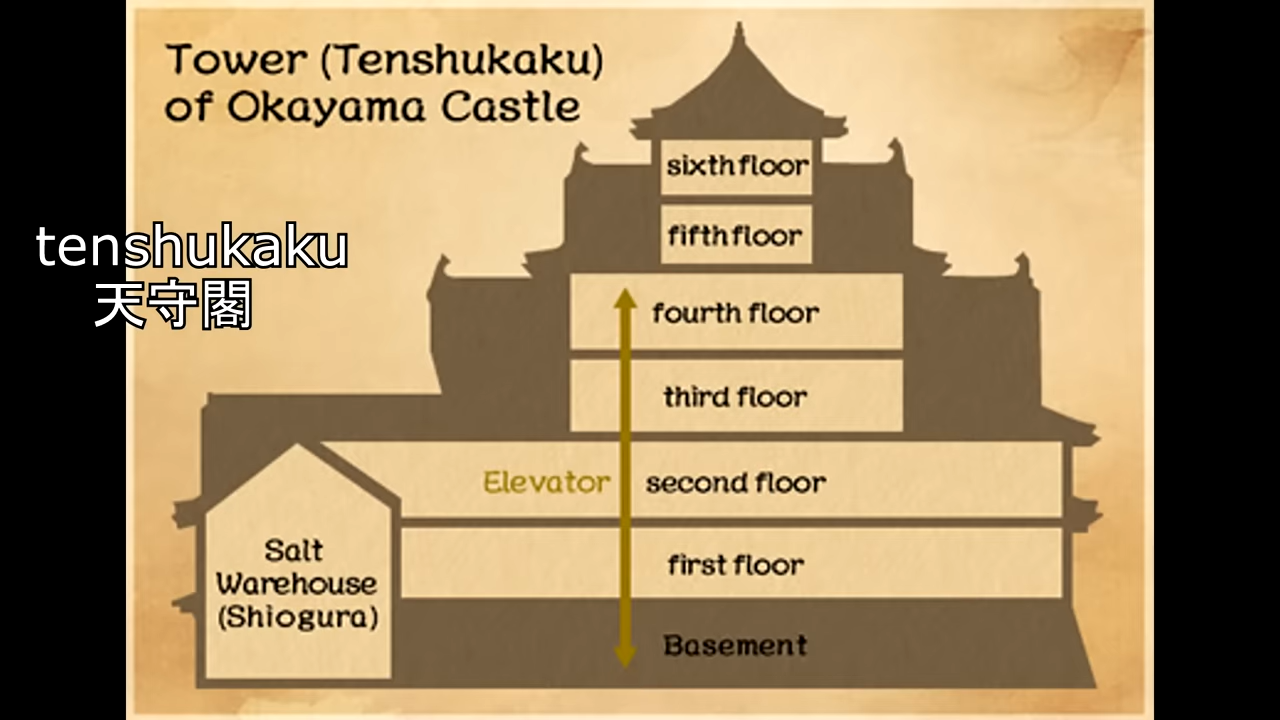 Tower (Tenshukaku)
of Okayama Castle
tenshukaku
天守閣
sixth floor
fifth floor
fourth floor
third floor
Elevator
second floor
first floor
Salt
Warehouse
(Shiogura)
Basement